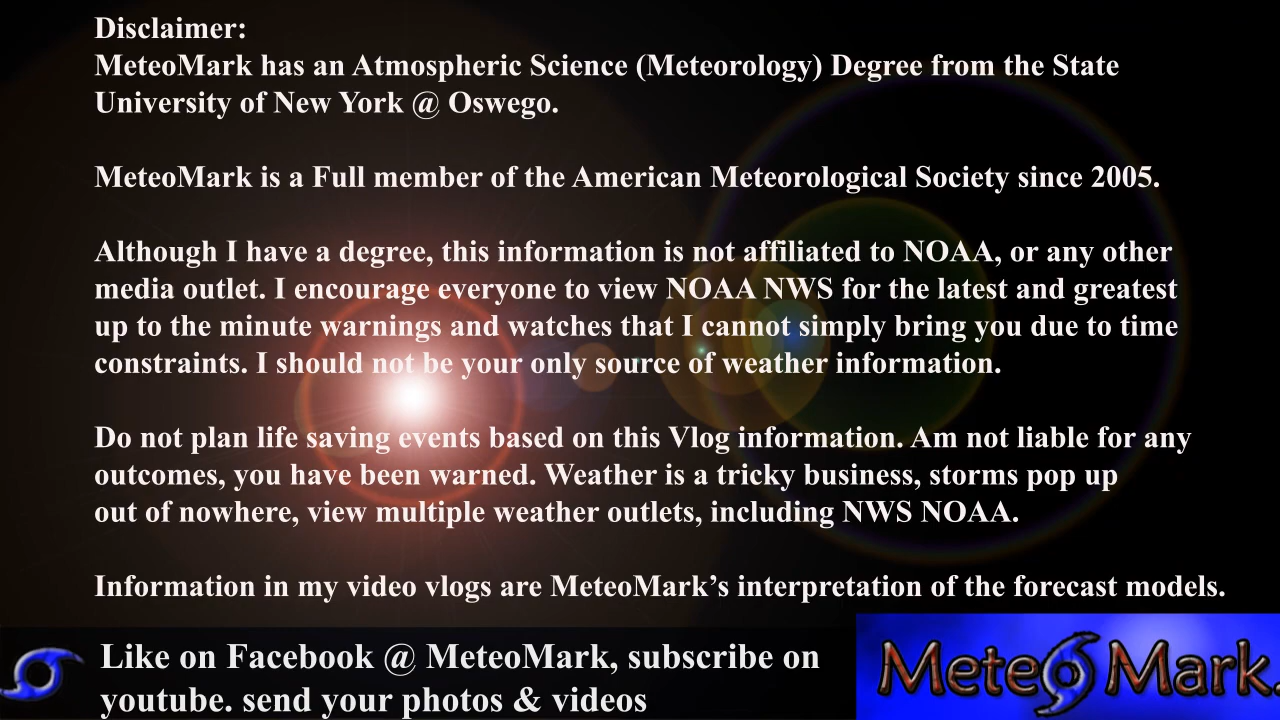 Disclaimer:
MeteoMark has an Atmospheric Science (Meteorology) Degree from the State
University of New York @ Oswego.
MeteoMark is a Full member of the American Meteorological Society since 2005.
Although I have a degree, this information is not affiliated to NOAA, or any other
media outlet. I encourage everyone to view NOAA NWS for the latest and greatest
up to the minute warnings and watches that I cannot simply bring you due to time
constraints. I should not be your only source of weather information.
Do not plan life saving events based on this Vlog information. Am not liable for any
outcomes, you have been warned. Weather is a tricky business, storms pop up
out of nowhere, view multiple weather outlets, including NWS NOAA.
Information in my video vlogs are MeteoMark’s interpretation of the forecast models.
Like on Facebook @ MeteoMark, subscribe on
youtube. send your photos & videos
MeteoMark.